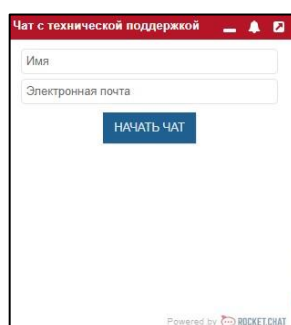 Чат с технической поддержкой
Имя
Электронная почта
НАЧАТЬ ЧАТ
Powered by ROCKET.CHAT